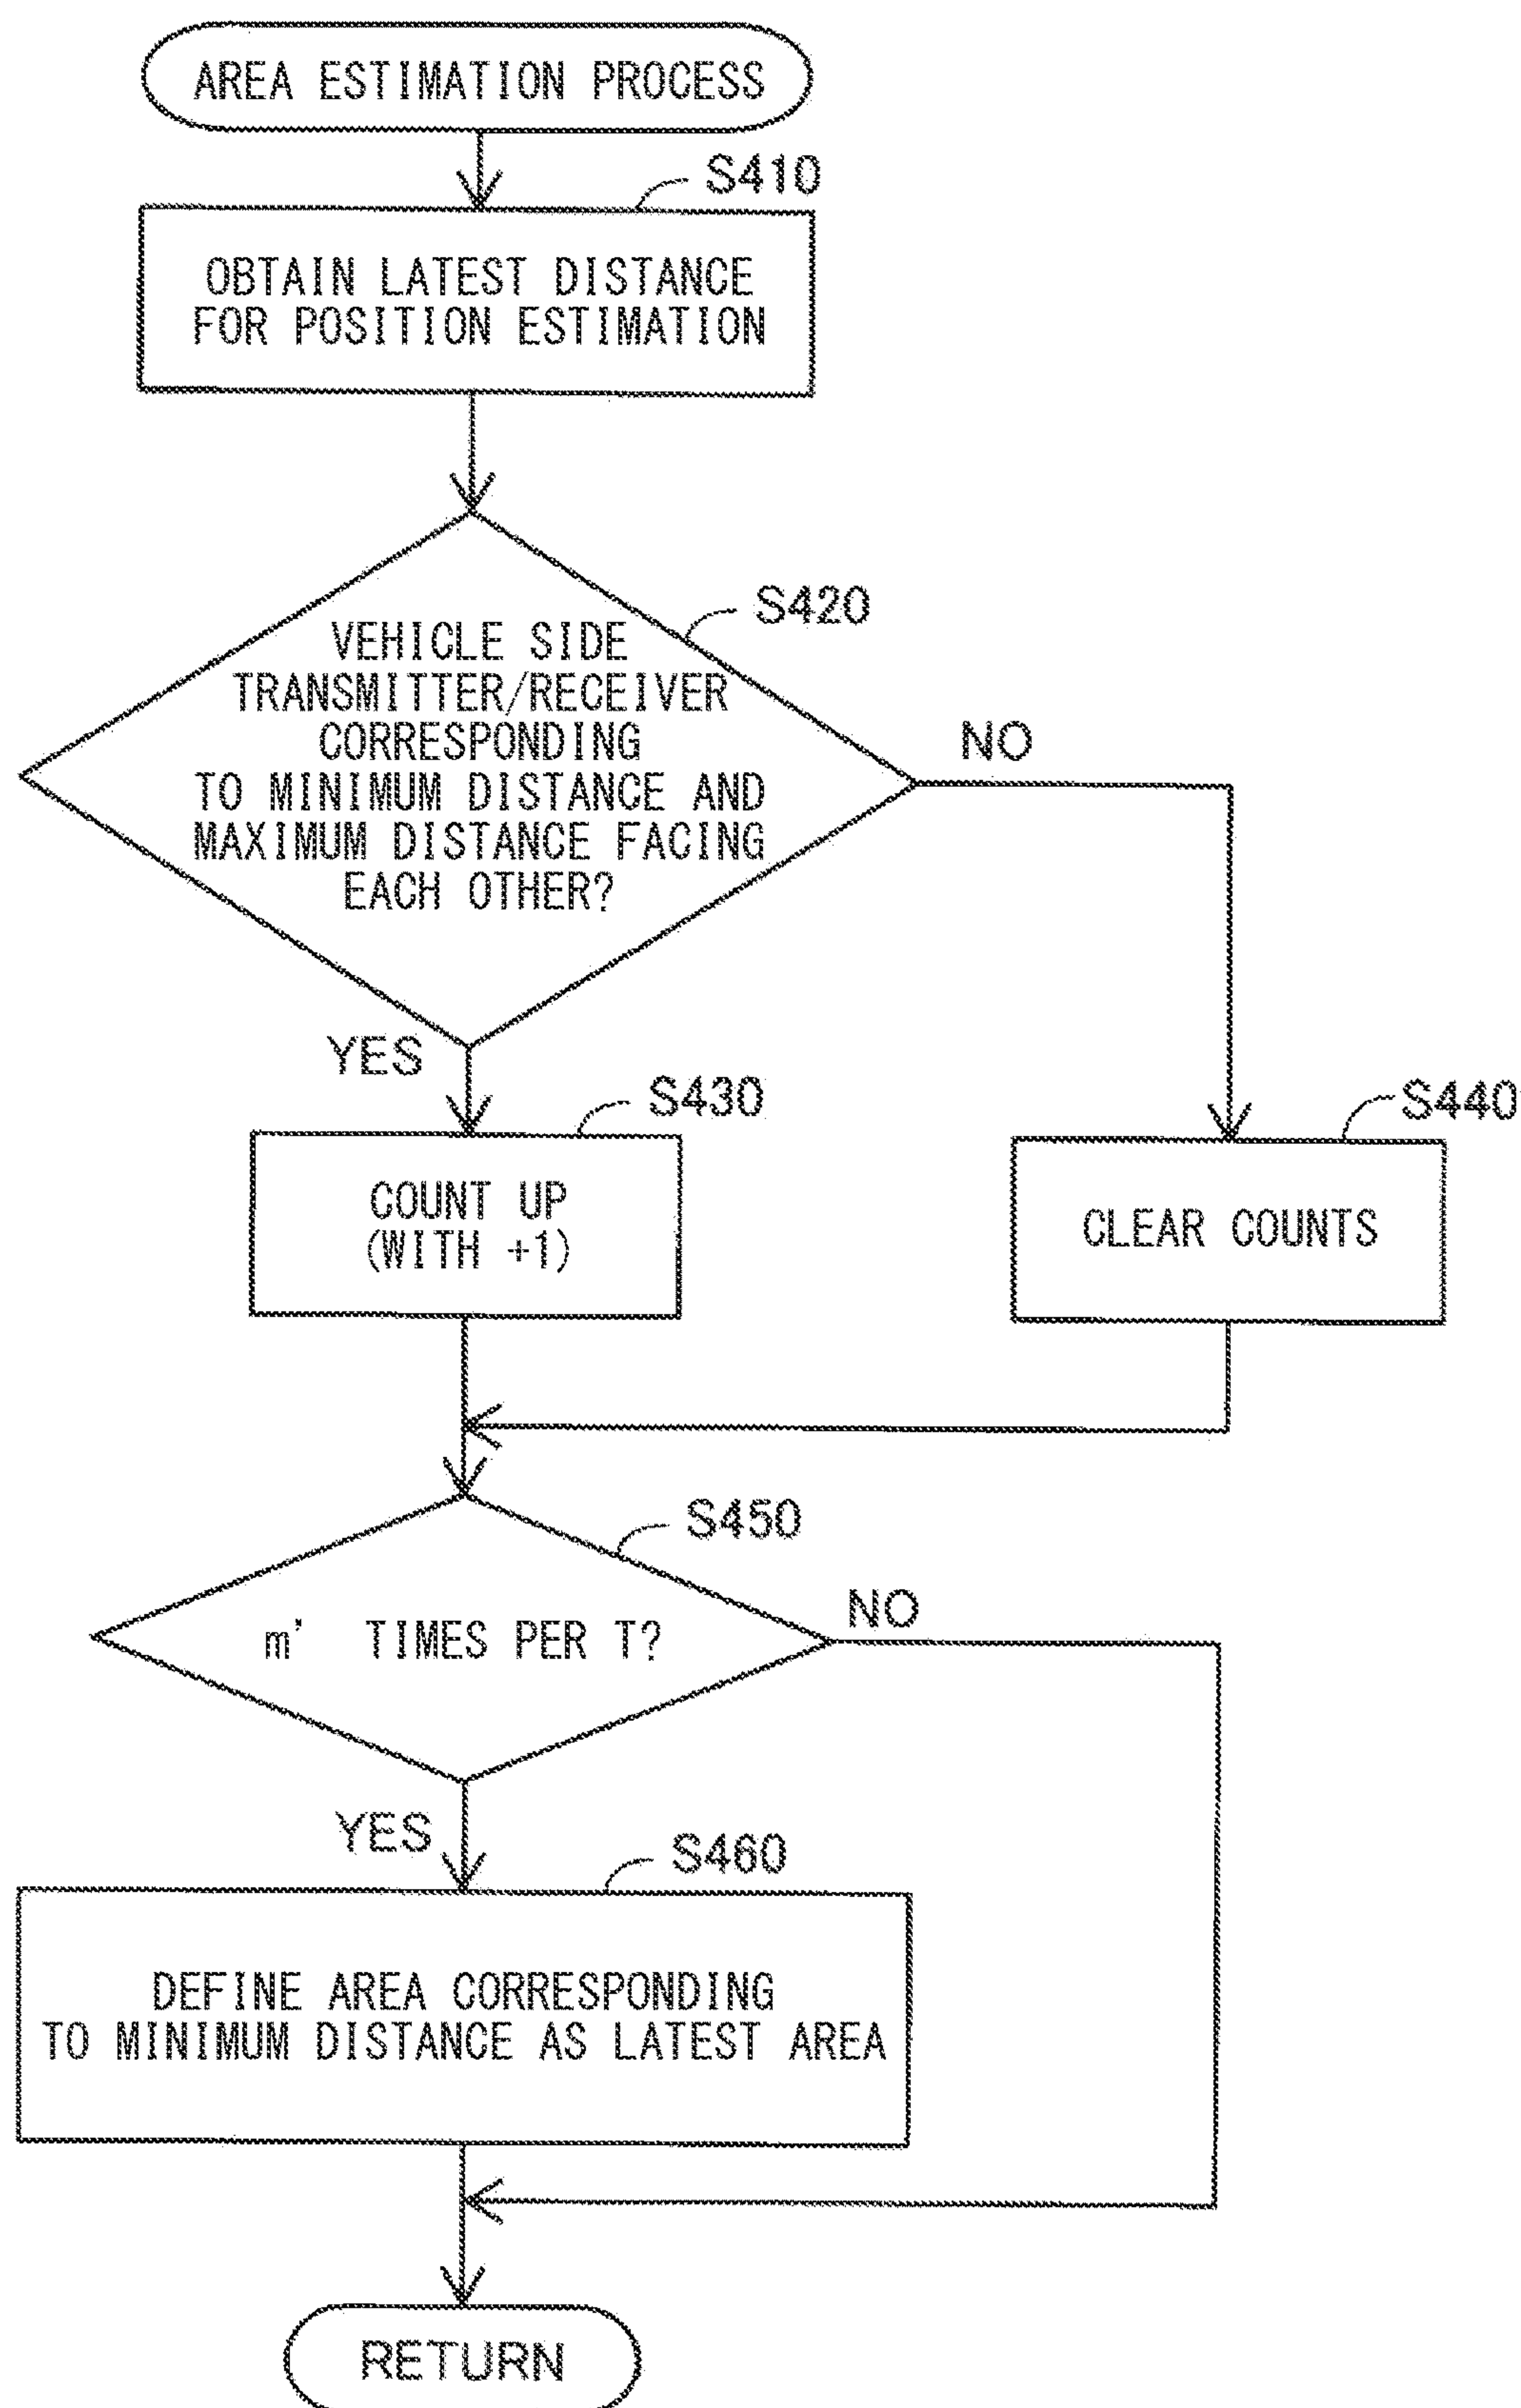 AREA ESTIMATION PROCESS
S410
OBTAIN LATEST DISTANCE
FOR POSITION ESTIMATION
S420
VEHICLE SIDE
TRANSMITTER/RECEIVER
CORRESPONDING
TO MINIMUM DISTANCE AND
MAXIMUM DISTANCE FACING
EACH OTHER?
NO
YES
S430
COUNT UP
(WITH +1)
S440
CLEAR COUNTS
S450
m' TIMES PER T?
NO
YES
S460
DEFINE AREA CORRESPONDING
TO MINIMUM DISTANCE AS LATEST AREA
RETURN